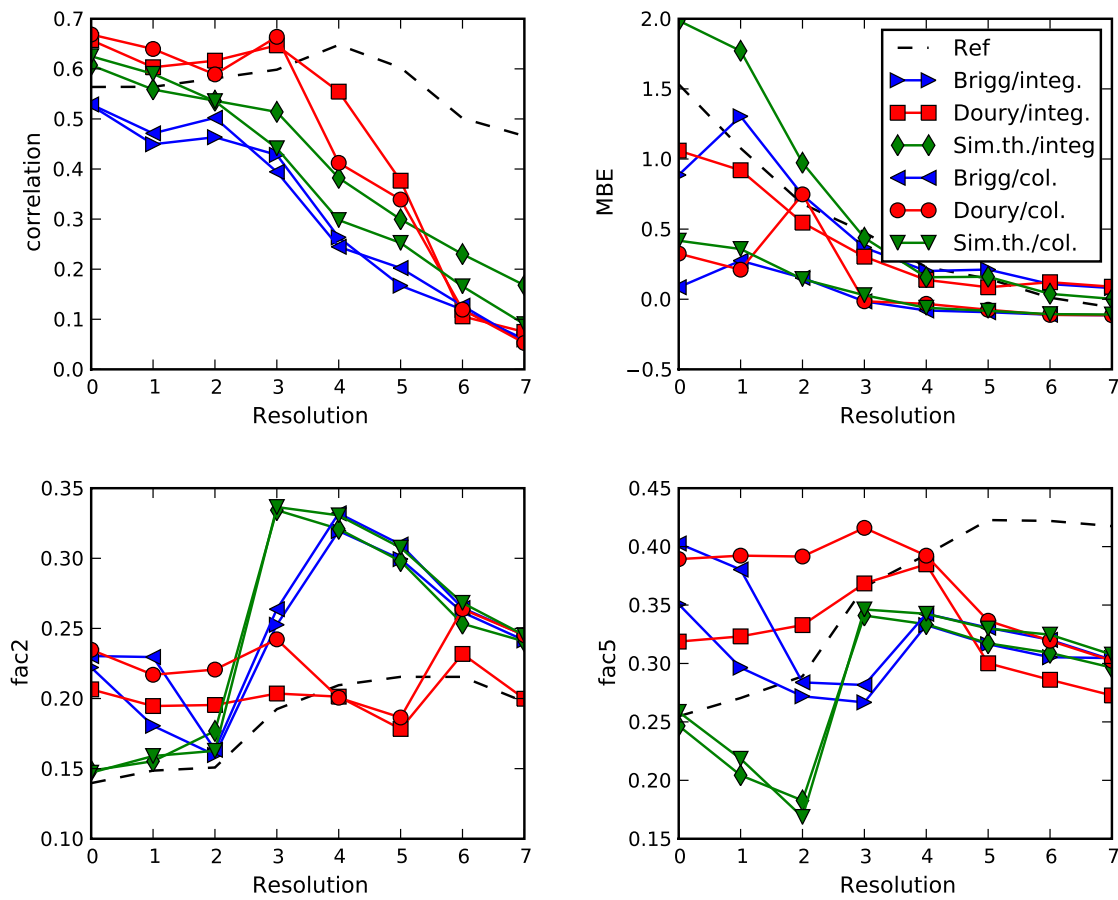 0.7
0.6
0.5
0.4
0.3
0.2
0.1
0.0
correlation
0 1 2 3 4 5 6 7
Resolution
2.0
1.5
1.0
0.5
0.0
−0.5
MBE
0 1 2 3 4 5 6 7
Resolution
Ref
Brigg/integ.
Doury/integ.
Sim.th./integ
Brigg/col.
Doury/col.
Sim.th./col.
0.35
0.30
0.25
0.20
0.15
0.10
fac2
0 1 2 3 4 5 6 7
Resolution
0.45
0.40
0.35
0.30
0.25
0.20
0.15
fac5
0 1 2 3 4 5 6 7
Resolution